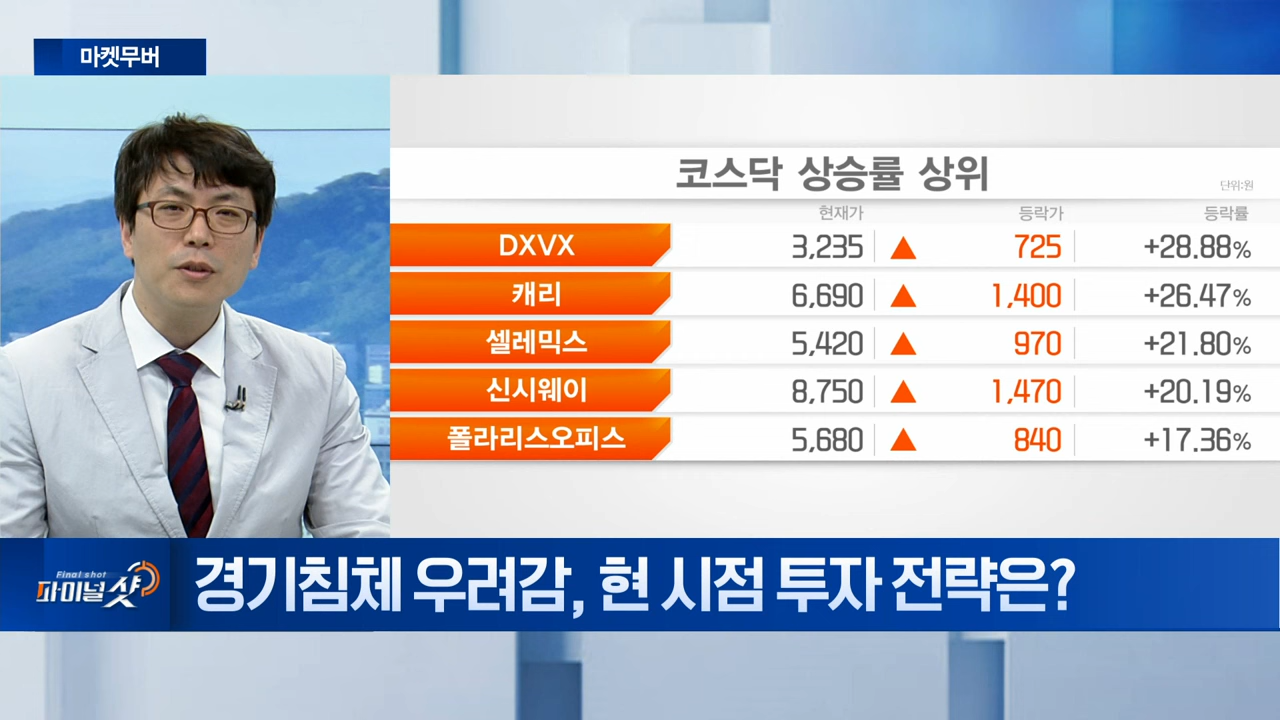 마켓무버
코스닥 상승률 상위
단위:원
현재가 등락가 등락률
DXVX 3,235 ▲ 725 +28.88%
캐리 6,690 ▲ 1,400 +26.47%
셀레믹스 5,420 ▲ 970 +21.80%
신시웨이 8,750 ▲ 1,470 +20.19%
폴라리스오피스 5,680 ▲ 840 +17.36%
Final shot
파이널샷
경기침체 우려감, 현 시점 투자 전략은?